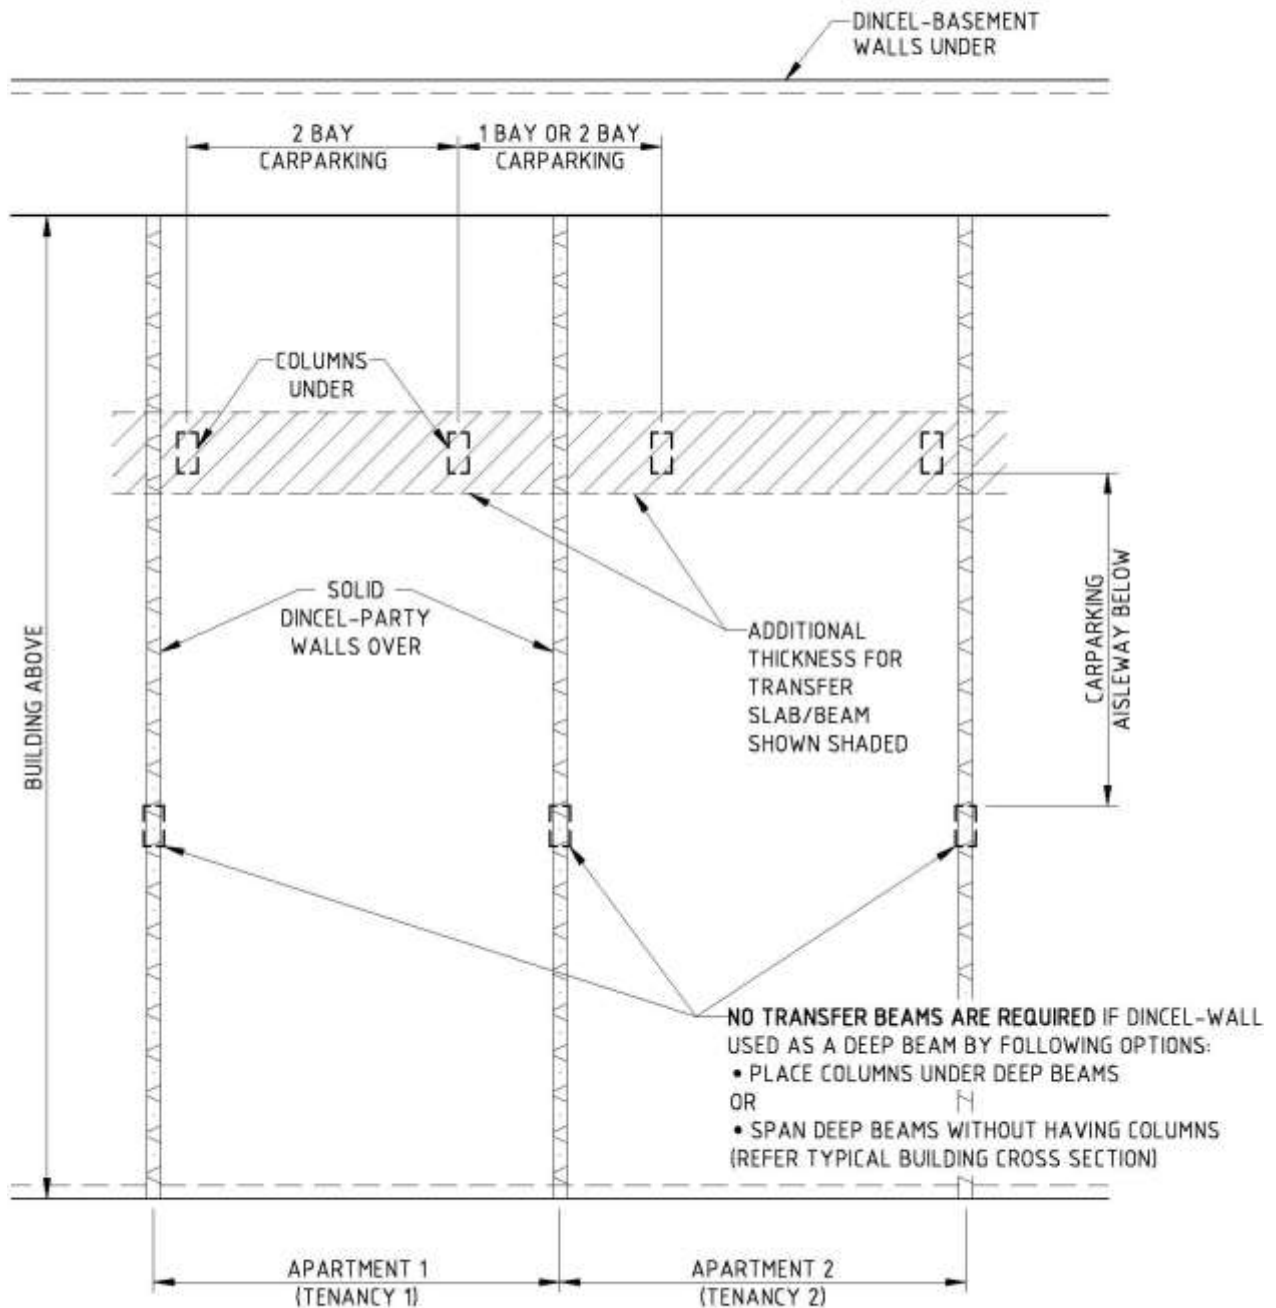 DINCEL-BASEMENT
WALLS UNDER
2 BAY
CARPARKING
1 BAY OR 2 BAY
CARPARKING
COLUMNS
UNDER
SOLID
DINCEL-PARTY
WALLS OVER
ADDITIONAL
THICKNESS FOR
TRANSFER
SLAB/BEAM
SHOWN SHADED
CARPARKING
AISLEWAY BELOW
BUILDING ABOVE
NO TRANSFER BEAMS ARE REQUIRED IF DINCEL-WALL
USED AS A DEEP BEAM BY FOLLOWING OPTIONS:
• PLACE COLUMNS UNDER DEEP BEAMS
OR
• SPAN DEEP BEAMS WITHOUT HAVING COLUMNS
(REFER TYPICAL BUILDING CROSS SECTION)
APARTMENT 1
(TENANCY 1)
APARTMENT 2
(TENANCY 2)